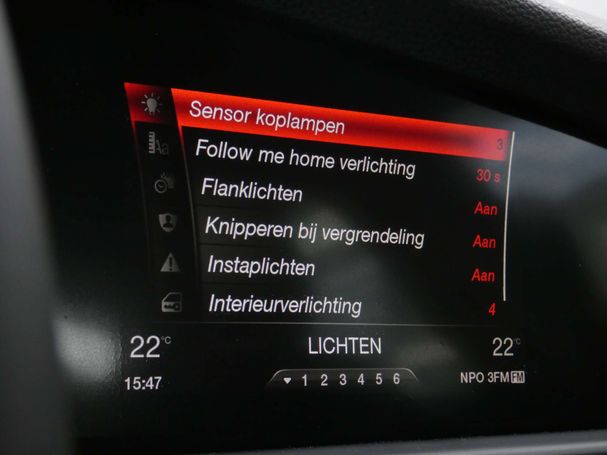 Sensor koplampen 3
Follow me home verlichting 30 s
Flanklichten Aan
Knipperen bij vergrendeling Aan
Instaplichten Aan
Interieurverlichting 4
22°C LICHTEN 22°C
15:47 1 2 3 4 5 6 NPO 3FM FM
Aa